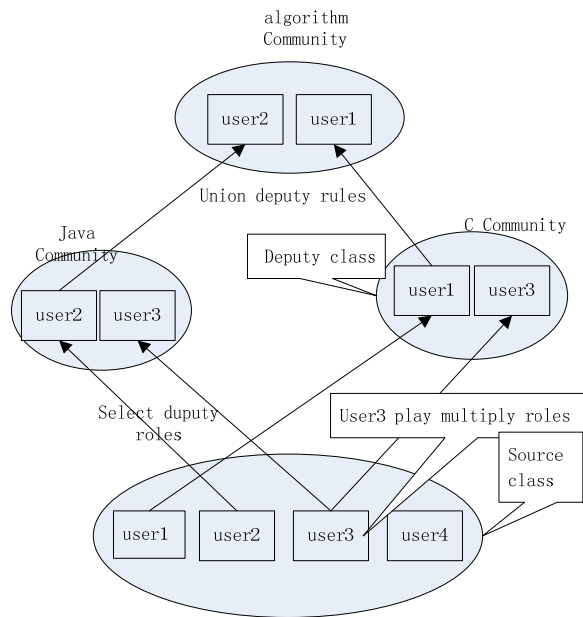 algorithm
Community
user2
user1
Union deputy rules
Java
Community
C Community
Deputy class
user2
user3
user1
user3
Select duputy
roles
User3 play multiply roles
Source
class
user1
user2
user3
user4